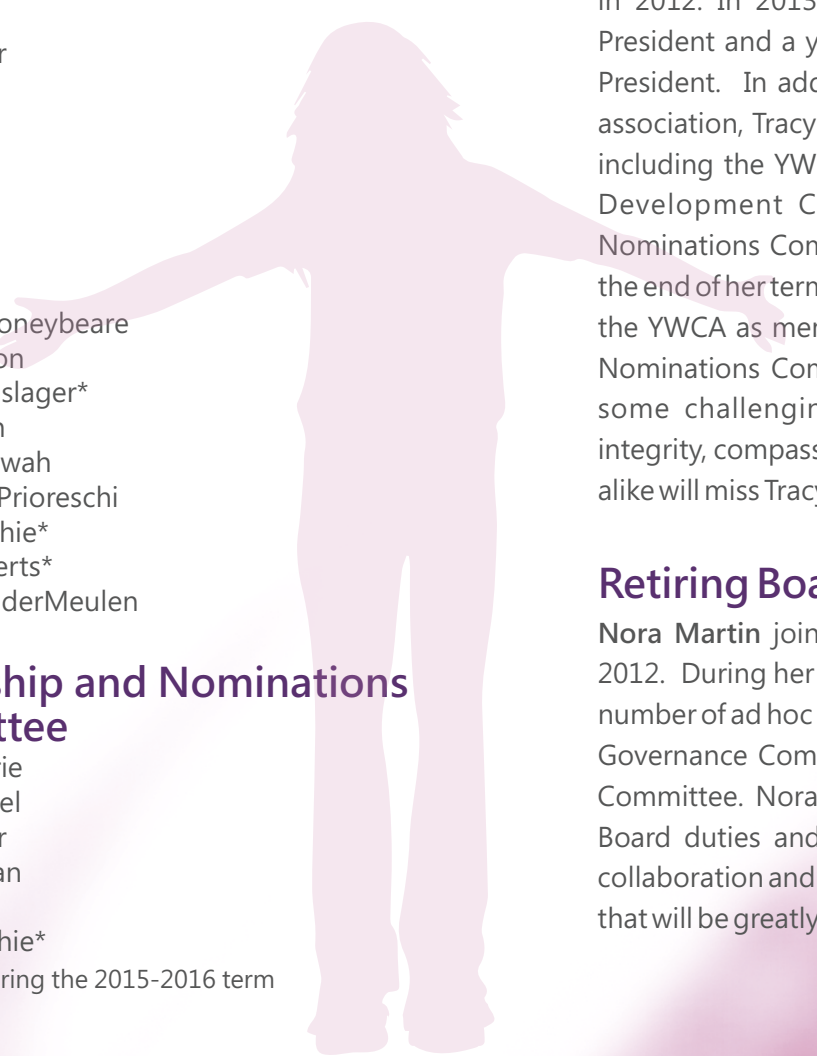 r
oneybeare
on
slager*
n
wah
Prioreschi
hie*
erts*
derMeulen
ship and Nominations
ttee
ie
el
r
an
hie*
ring the 2015-2016 term
in 2012. In 2013
President and a y
President. In add
association, Tracy
including the YW
Development C
Nominations Com
the end of her term
the YWCA as mem
Nominations Com
some challengin
integrity, compass
alike will miss Tracy
Retiring Boa
Nora Martin join
2012. During her
number of ad hoc
Governance Com
Committee. Nora
Board duties and
collaboration and
that will be greatly